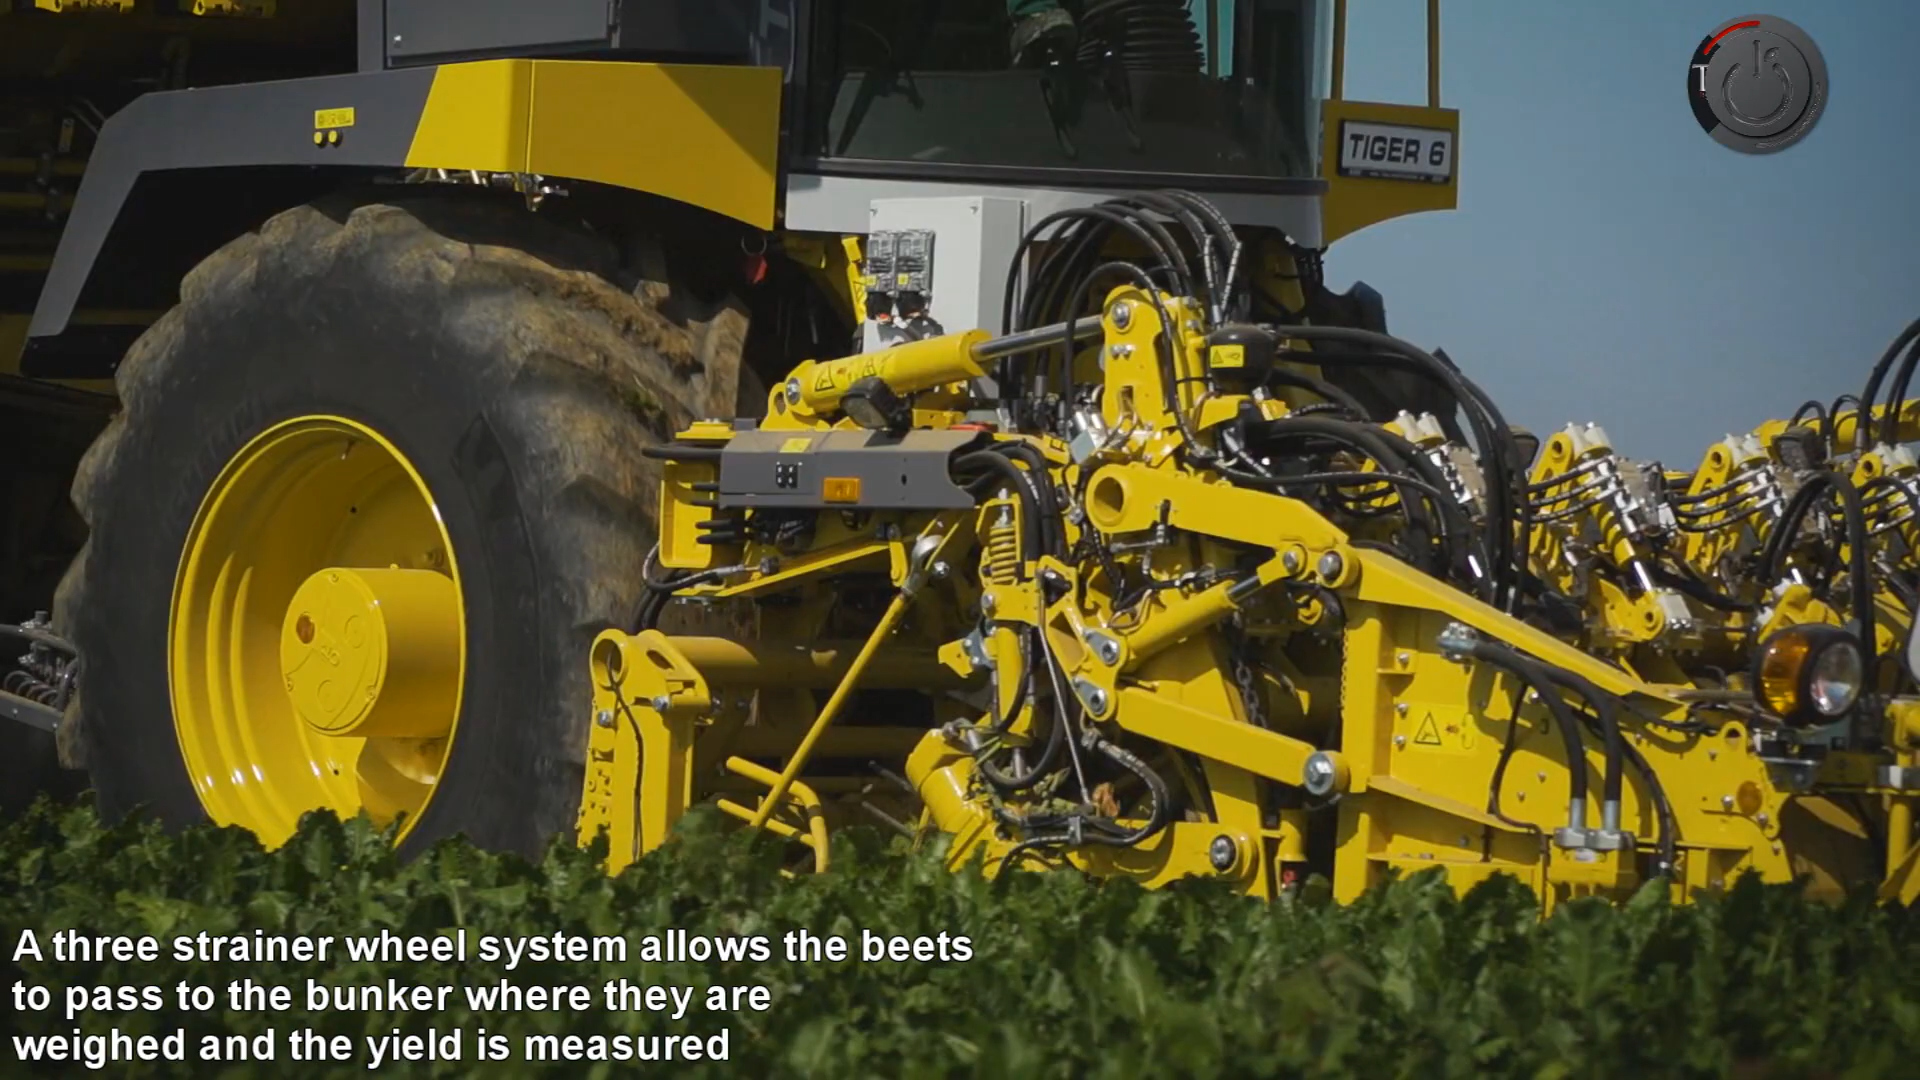 TIGER 6
T
A three strainer wheel system allows the beets
to pass to the bunker where they are
weighed and the yield is measured